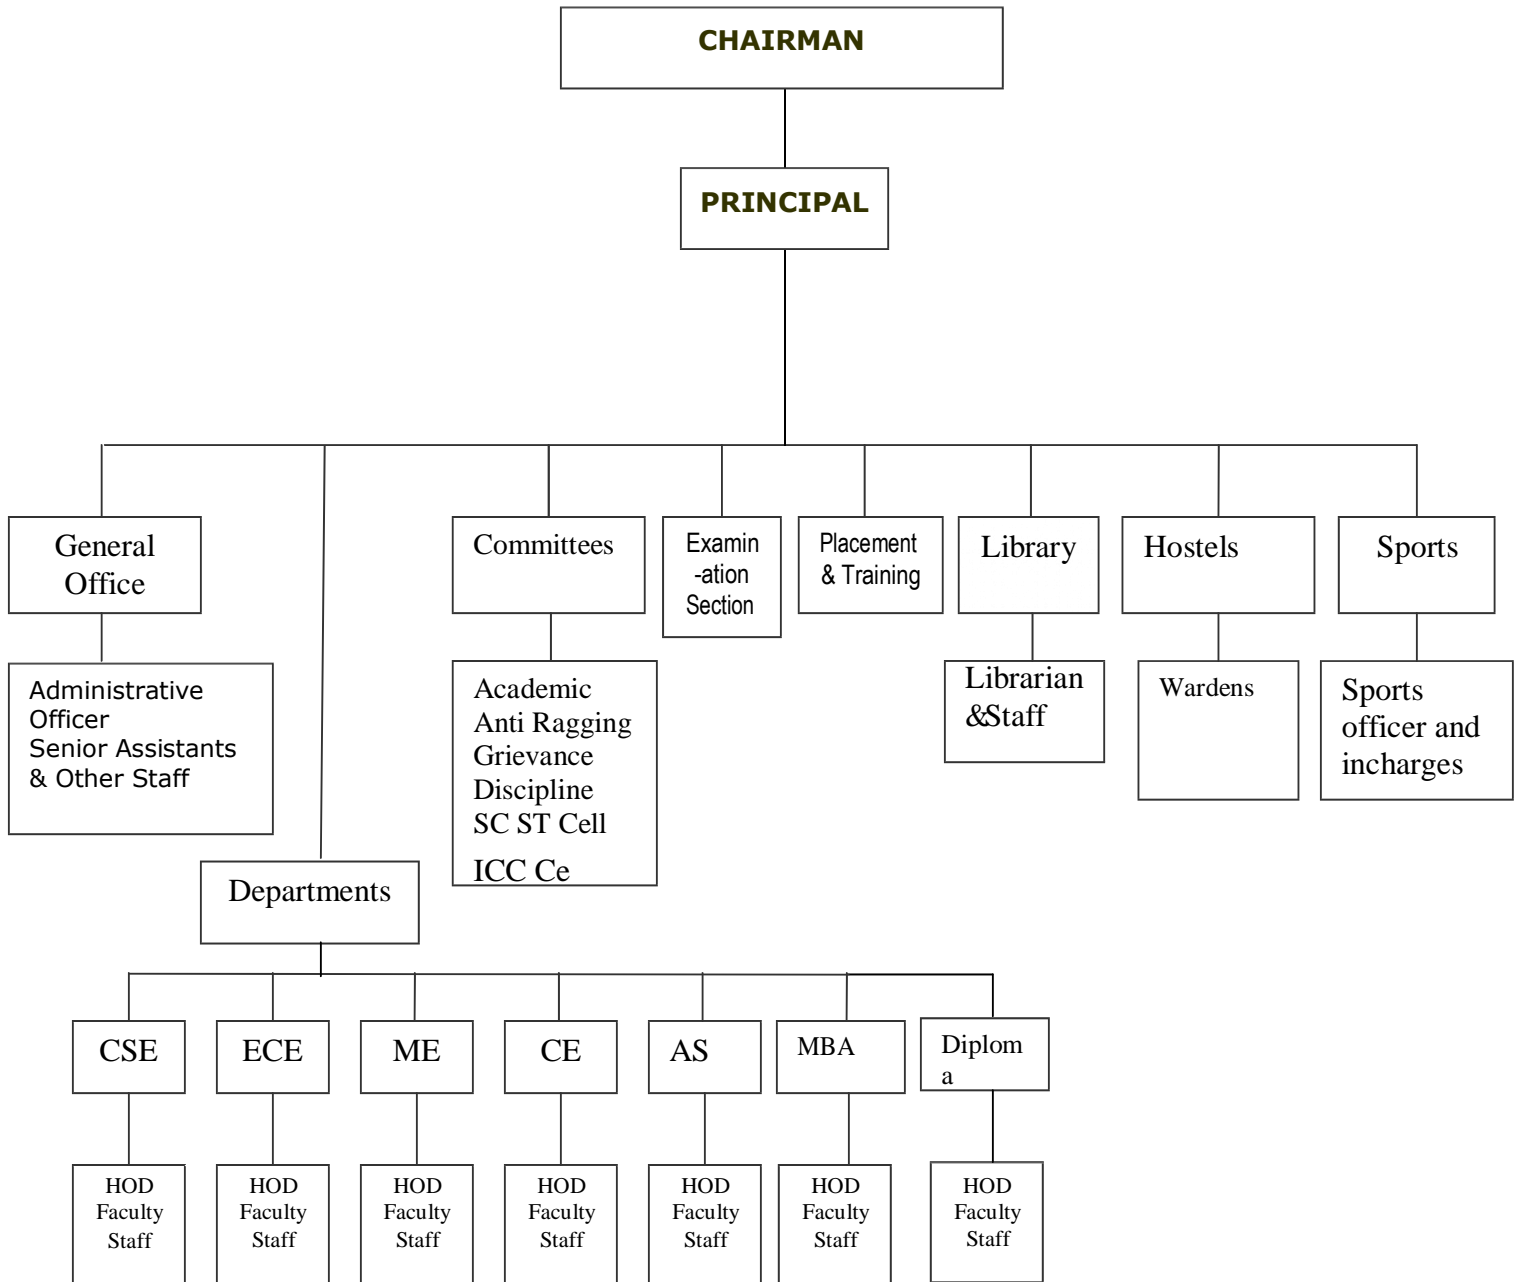 CHAIRMAN
PRINCIPAL
General
Office
Committees
Examin
-ation
Section
Placement
& Training
Library
Hostels
Sports
Administrative
Officer
Senior Assistants
& Other Staff
Academic
Anti Ragging
Grievance
Discipline
SC ST Cell
ICC Ce
Librarian
&Staff
Wardens
Sports
officer and
incharges
Departments
CSE
ECE
ME
CE
AS
MBA
Diplom
a
HOD
Faculty
Staff
HOD
Faculty
Staff
HOD
Faculty
Staff
HOD
Faculty
Staff
HOD
Faculty
Staff
HOD
Faculty
Staff
HOD
Faculty
Staff